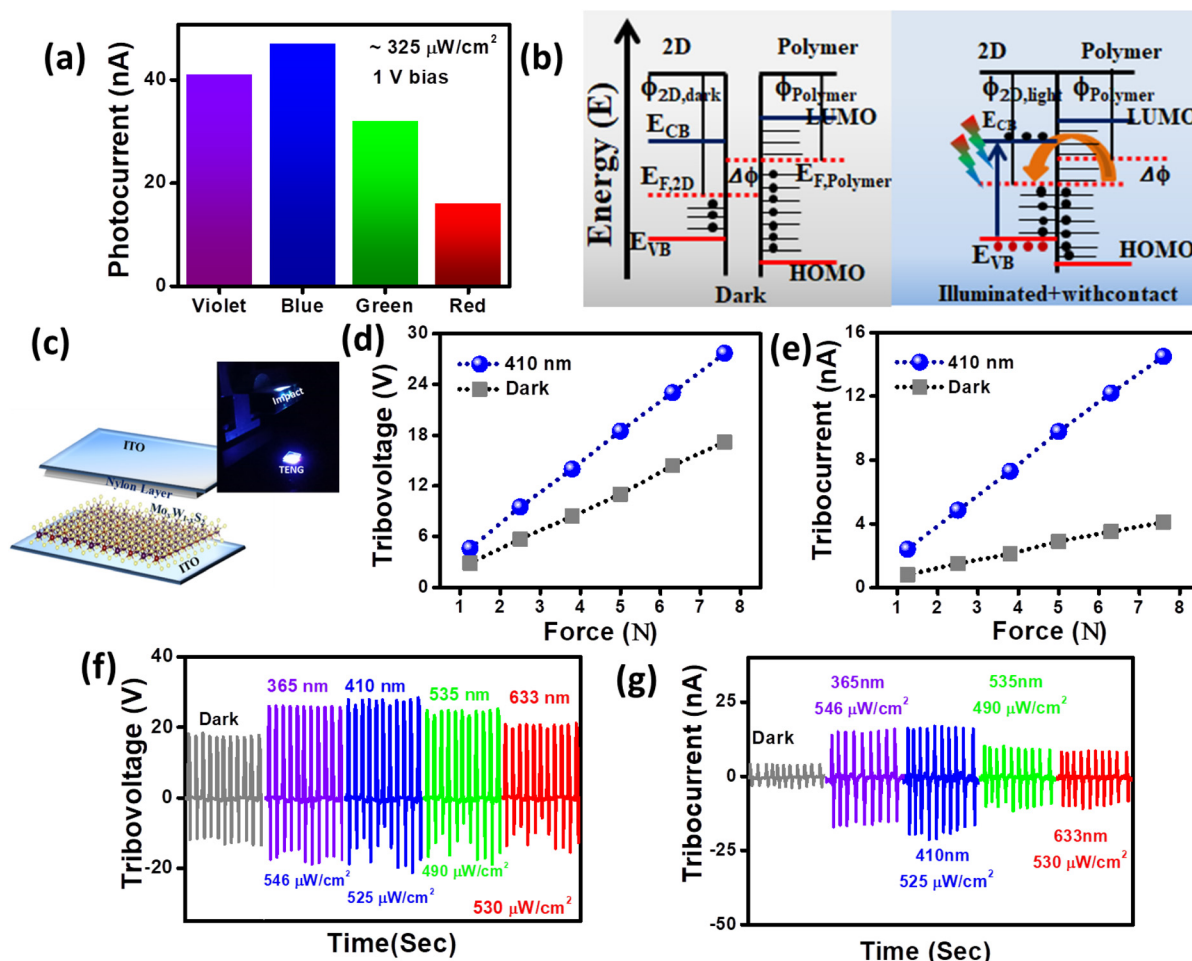 (a)
~ 325 μW/cm²
1 V bias
Photocurrent (nA)
40
20
0
Violet Blue Green Red
(b)
Energy (E)
2D Polymer
ϕ2D,dark ϕPolymer
LUMO
ECB
EF,2D Δϕ EF,Polymer
EVB
HOMO
Dark
2D Polymer
ϕ2D,light ϕPolymer
ECB LUMO
Δϕ
EVB HOMO
Illuminated+withcontact
(c)
Impact
TENG
ITO
Nylon Layer
ITO
(d)
Tribovoltage (V)
30
24
18
12
6
0
410 nm
Dark
1 2 3 4 5 6 7 8
Force (N)
(e)
Tribocurrent (nA)
16
12
8
4
0
410 nm
Dark
1 2 3 4 5 6 7 8
Force (N)
(f)
Tribovoltage (V)
40
20
0
-20
Dark
365 nm 410 nm 535 nm 633 nm
546 μW/cm²
525 μW/cm²
490 μW/cm²
530 μW/cm²
Time(Sec)
(g)
Tribocurrent (nA)
25
0
-25
-50
Dark
365nm
546 μW/cm²
410nm
525 μW/cm²
535nm
490 μW/cm²
633nm
530 μW/cm²
Time (Sec)